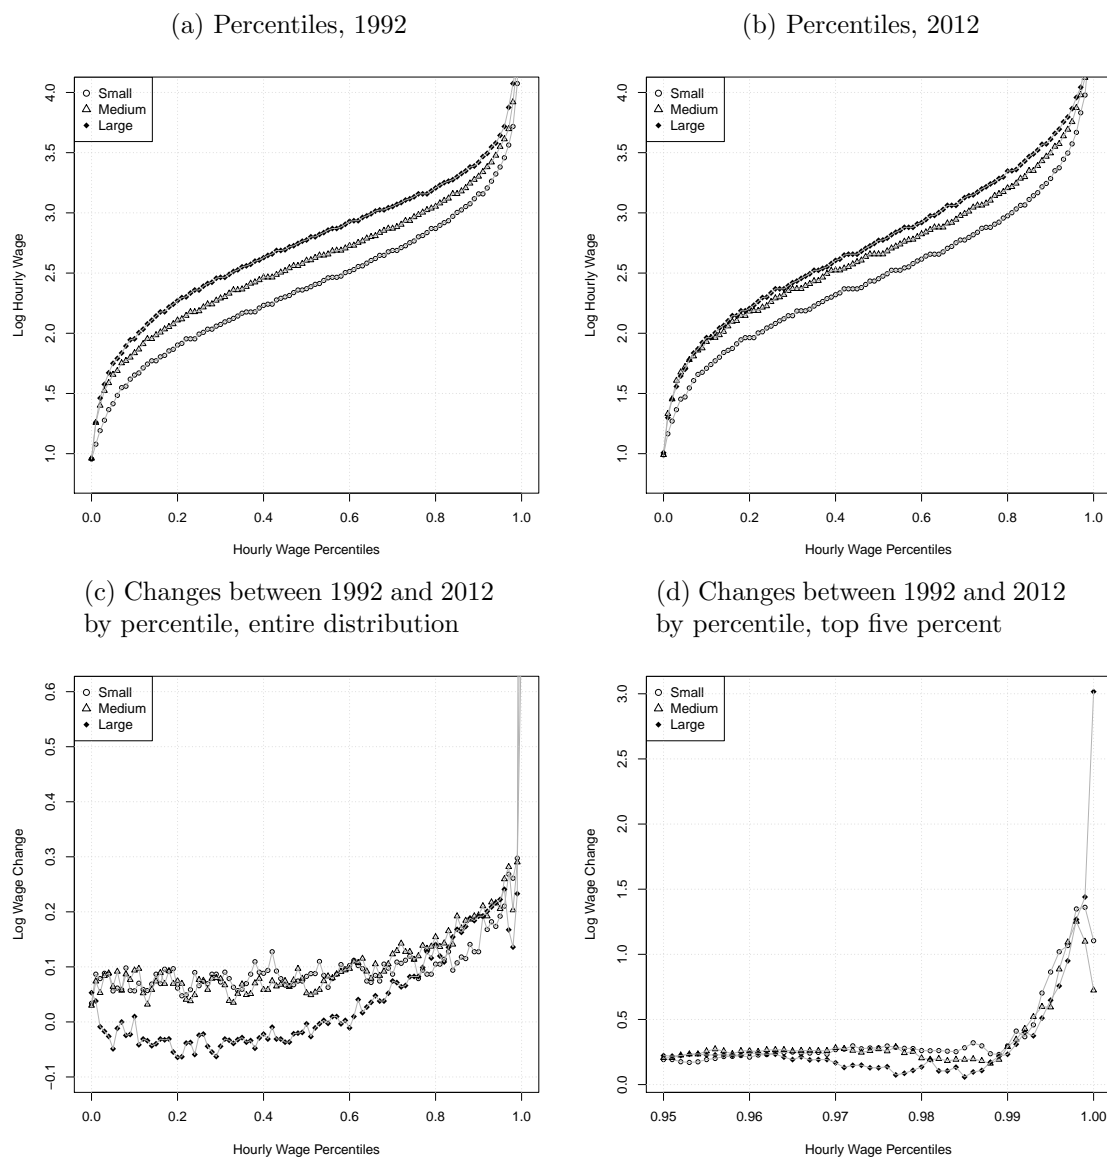 (a) Percentiles, 1992
Small
Medium
Large
4.0
3.5
3.0
2.5
2.0
1.5
1.0
Log Hourly Wage
0.0 0.2 0.4 0.6 0.8 1.0
Hourly Wage Percentiles
(b) Percentiles, 2012
Small
Medium
Large
4.0
3.5
3.0
2.5
2.0
1.5
1.0
Log Hourly Wage
0.0 0.2 0.4 0.6 0.8 1.0
Hourly Wage Percentiles
(c) Changes between 1992 and 2012
by percentile, entire distribution
Small
Medium
Large
0.6
0.5
0.4
0.3
0.2
0.1
0.0
−0.1
Log Wage Change
0.0 0.2 0.4 0.6 0.8 1.0
Hourly Wage Percentiles
(d) Changes between 1992 and 2012
by percentile, top five percent
Small
Medium
Large
3.0
2.5
2.0
1.5
1.0
0.5
0.0
Log Wage Change
0.95 0.96 0.97 0.98 0.99 1.00
Hourly Wage Percentiles